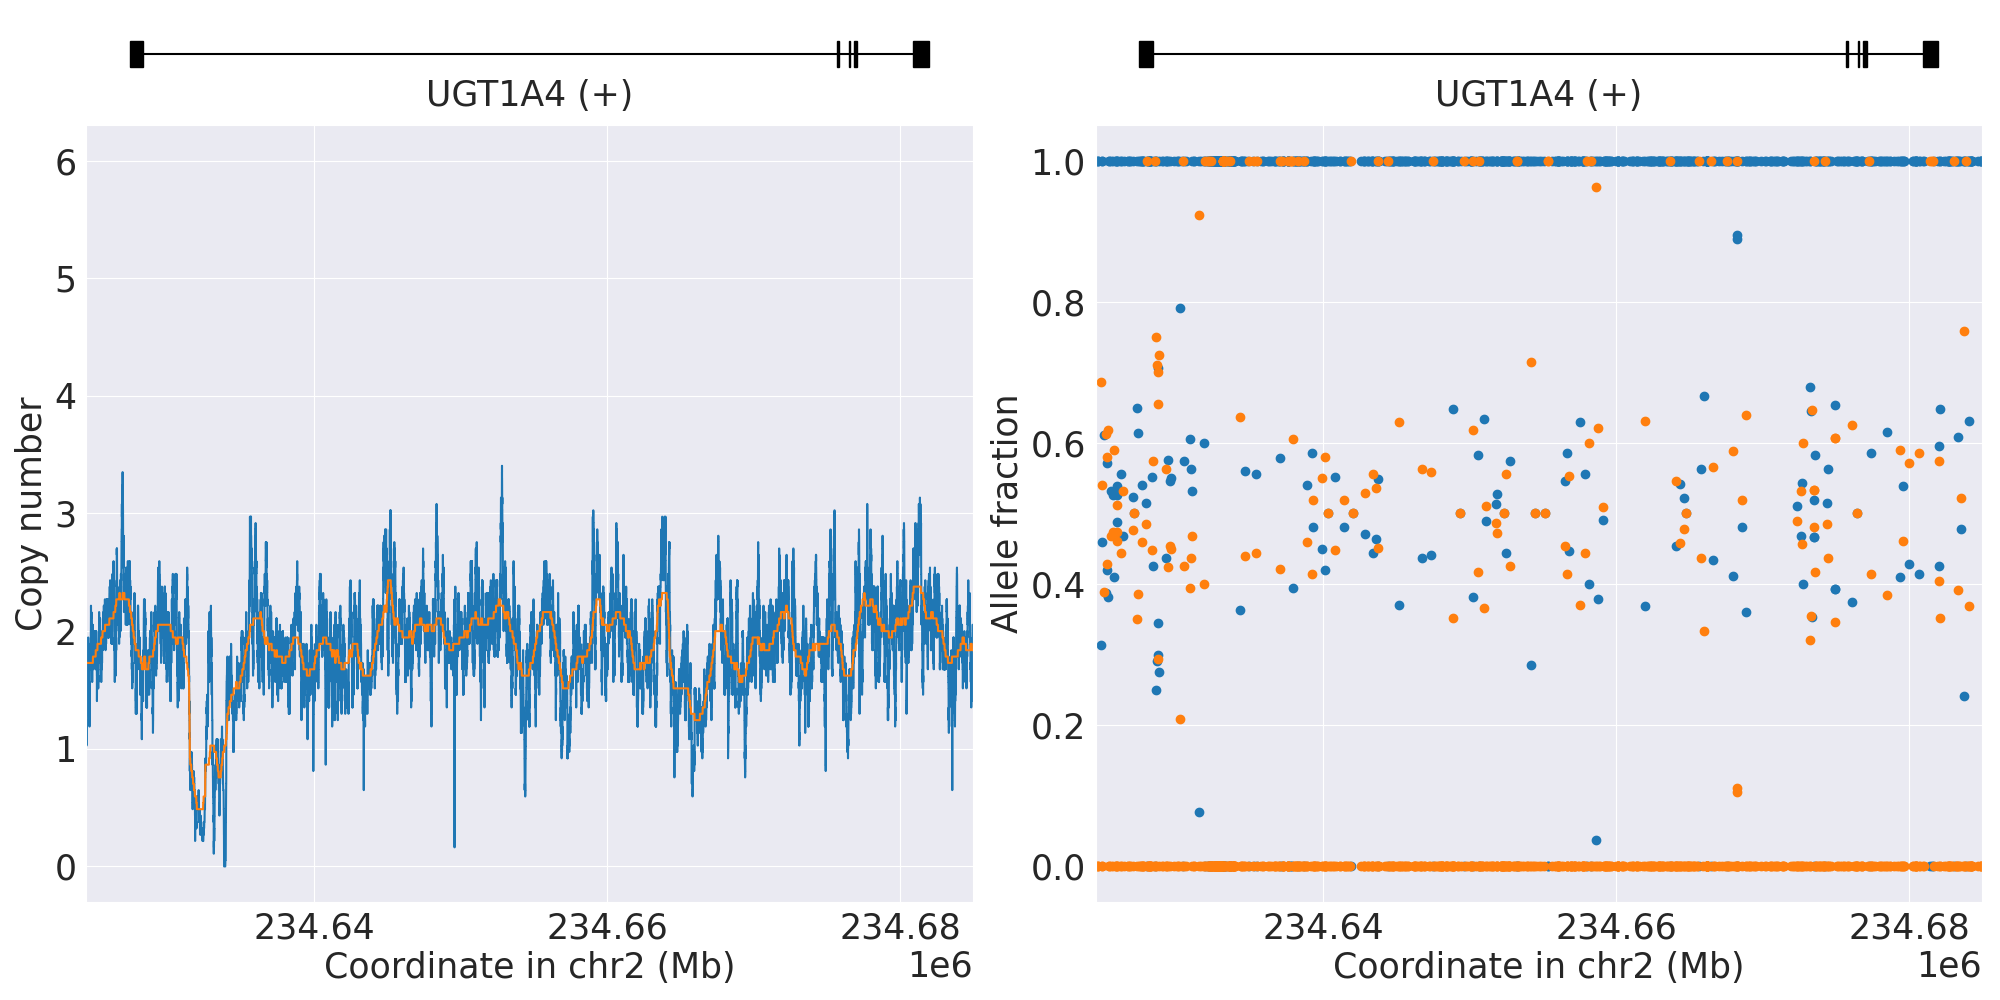 UGT1A4 (+)
Copy number
6
5
4
3
2
1
0
234.64
234.66
234.68
Coordinate in chr2 (Mb)
1e6
UGT1A4 (+)
Allele fraction
1.0
0.8
0.6
0.4
0.2
0.0
234.64
234.66
234.68
Coordinate in chr2 (Mb)
1e6